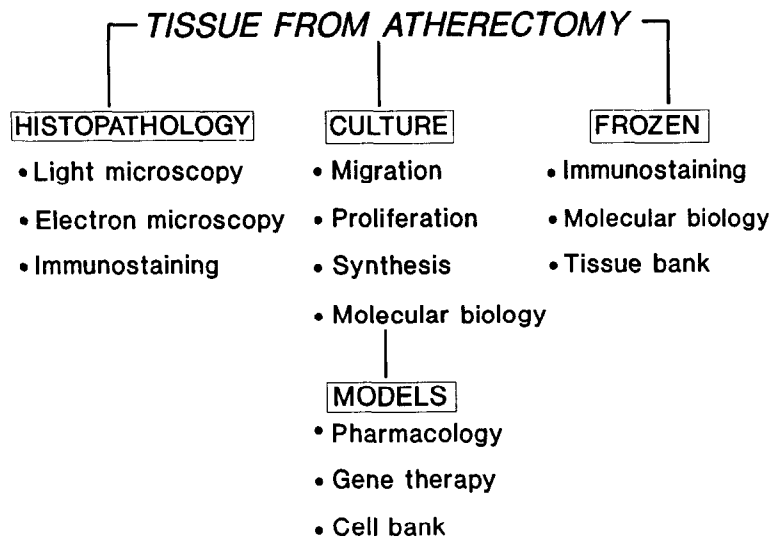 TISSUE FROM ATHERECTOMY
HISTOPATHOLOGY
• Light microscopy
• Electron microscopy
• Immunostaining
CULTURE
• Migration
• Proliferation
• Synthesis
• Molecular biology
MODELS
• Pharmacology
• Gene therapy
• Cell bank
FROZEN
• Immunostaining
• Molecular biology
• Tissue bank